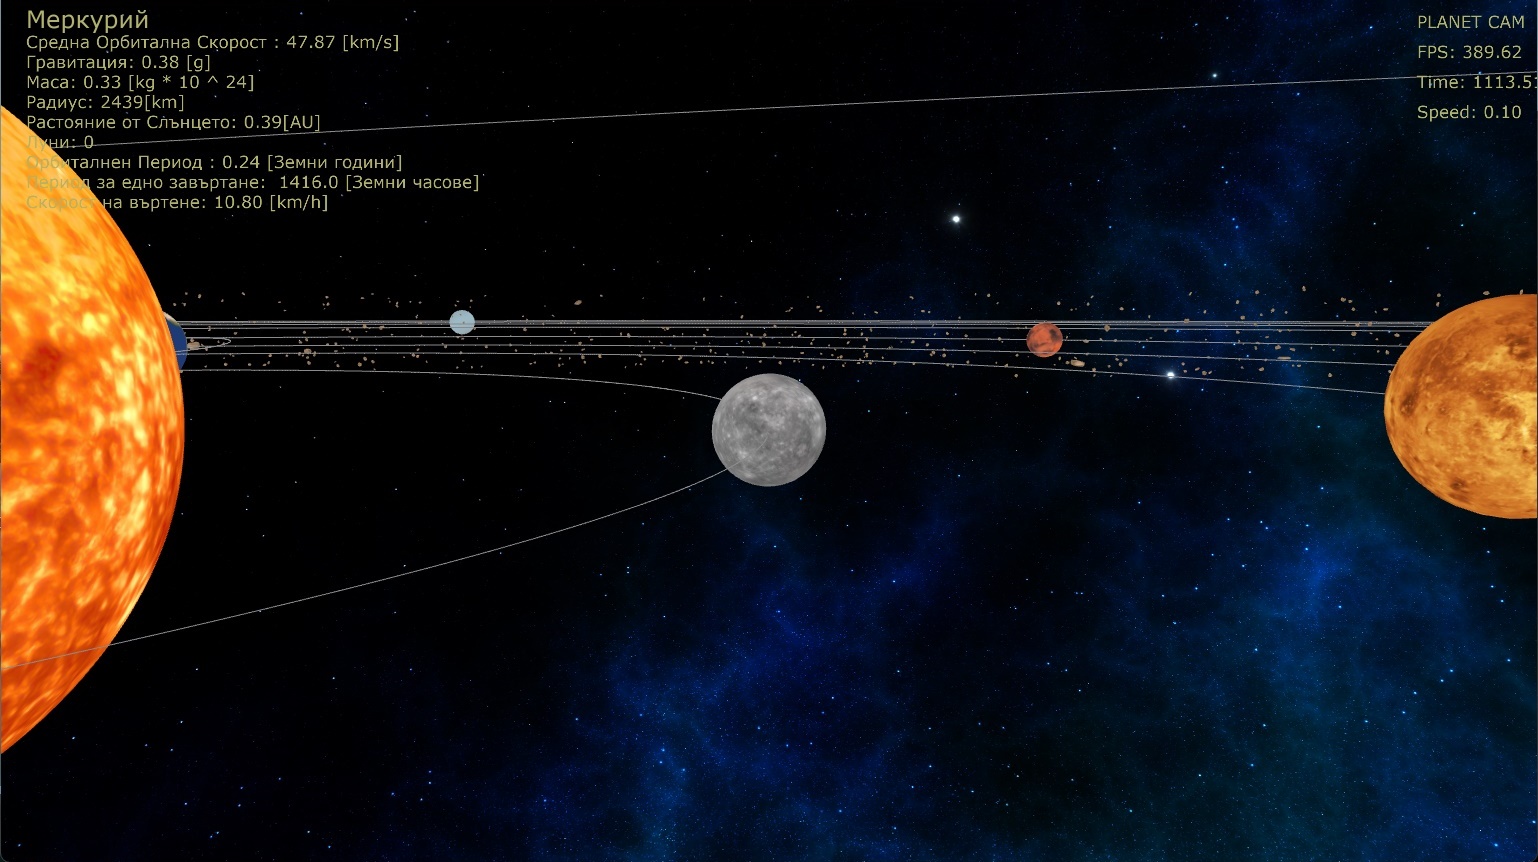 Меркурий
Средна Орбитална Скорост : 47.87 [km/s]
Гравитация: 0.38 [g]
Маса: 0.33 [kg * 10 ^ 24]
Радиус: 2439[km]
Растояние от Слънцето: 0.39[AU]
Луни: 0
Орбиталнен Период : 0.24 [Земни години]
Период за едно завъртане:  1416.0 [Земни часове]
Скорост на въртене: 10.80 [km/h]
PLANET CAM
FPS: 389.62
Time: 1113.5
Speed: 0.10